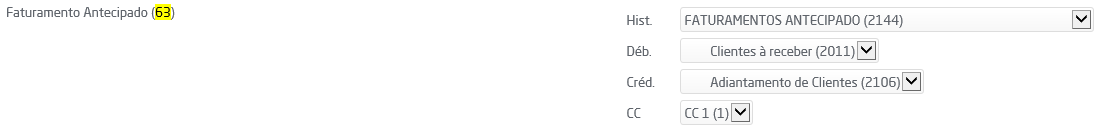 Faturamento Antecipado (63)
Hist. FATURAMENTOS ANTECIPADO (2144)
Déb. Clientes à receber (2011)
Créd. Adiantamento de Clientes (2106)
CC CC 1 (1)